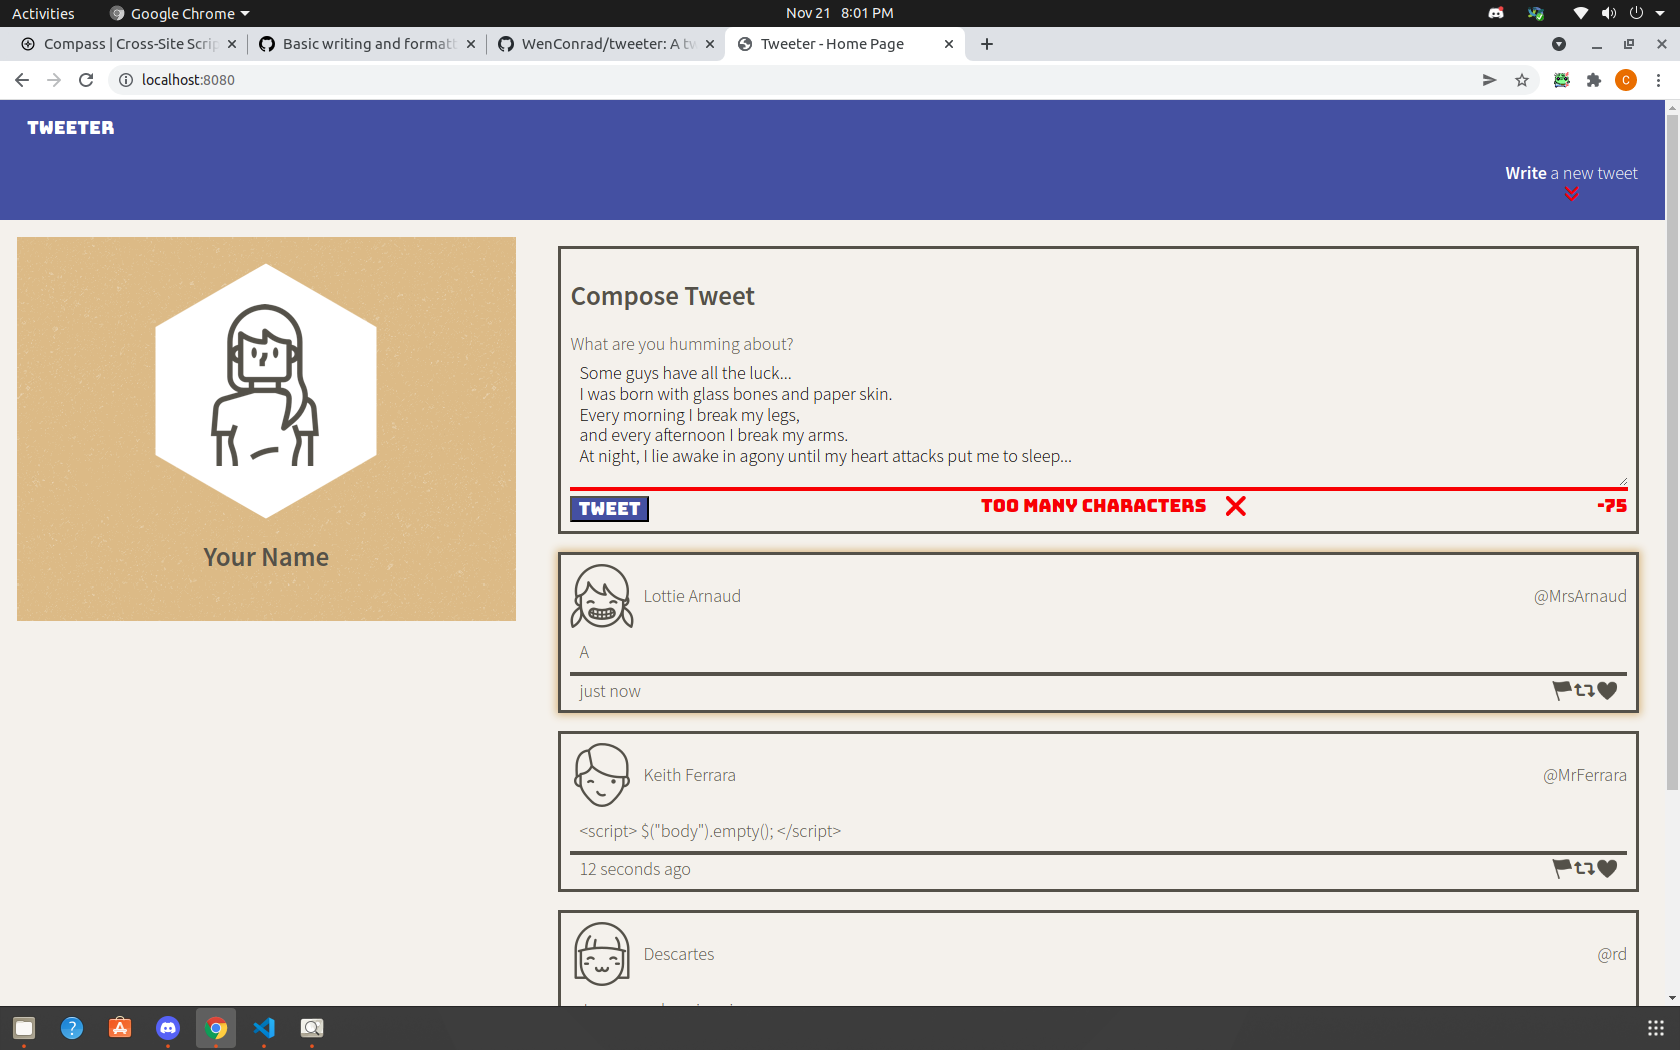 Activities
Google Chrome
Nov 21 8:01 PM
Compass | Cross-Site Scrip
Basic writing and formatt
WenConrad/tweeter: A tw
Tweeter - Home Page
localhost:8080
C
TWEETER
Write a new tweet
Your Name
Compose Tweet
What are you humming about?
Some guys have all the luck...
I was born with glass bones and paper skin.
Every morning I break my legs,
and every afternoon I break my arms.
At night, I lie awake in agony until my heart attacks put me to sleep...
TWEET
TOO MANY CHARACTERS
-75
Lottie Arnaud
@MrsArnaud
A
just now
Keith Ferrara
@MrFerrara
<script> $("body").empty(); </script>
12 seconds ago
Descartes
@rd